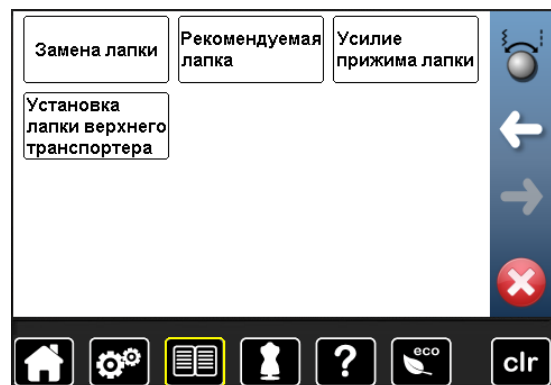 Замена лапки
Рекомендуемая
лапка
Усилие
прижима лапки
Установка
лапки верхнего
транспортера
?
eco
clr